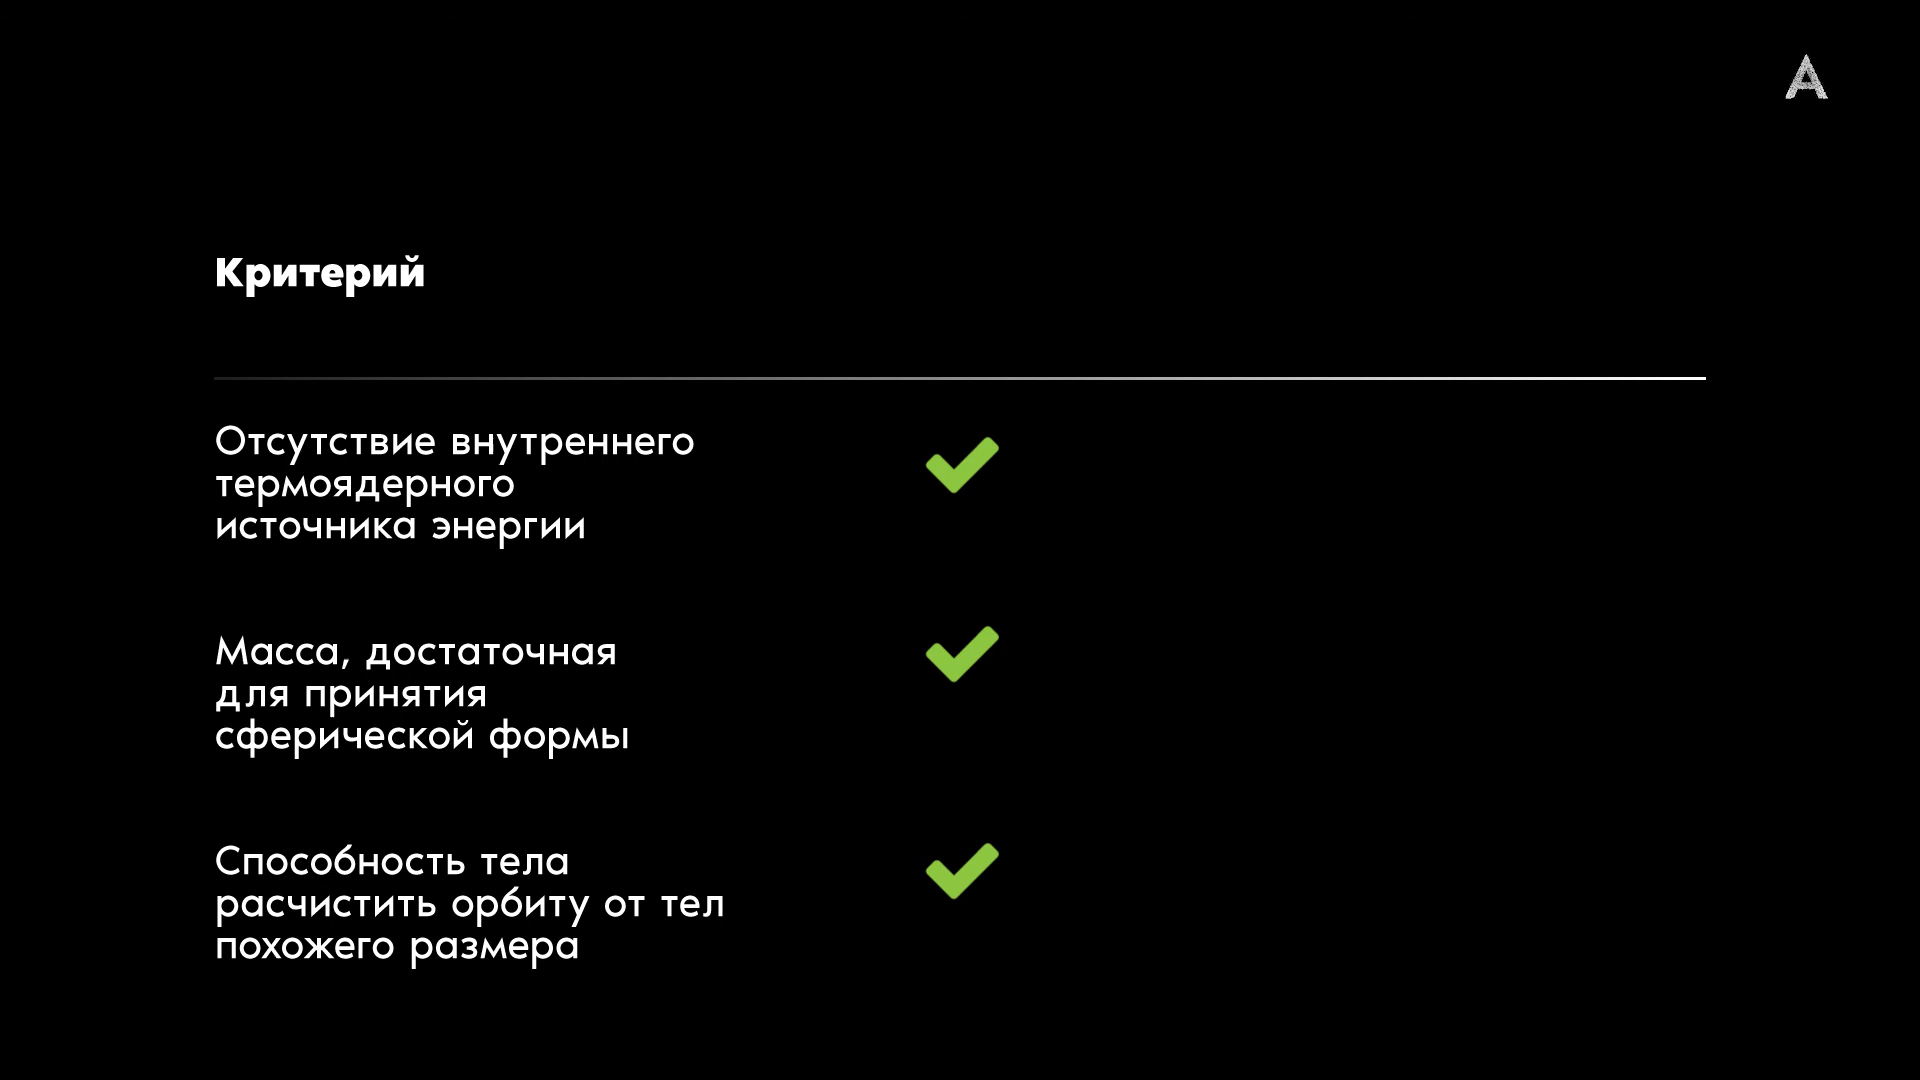 А
Критерий
Отсутствие внутреннего
термоядерного
источника энергии
Масса, достаточная
для принятия
сферической формы
Способность тела
расчистить орбиту от тел
похожего размера